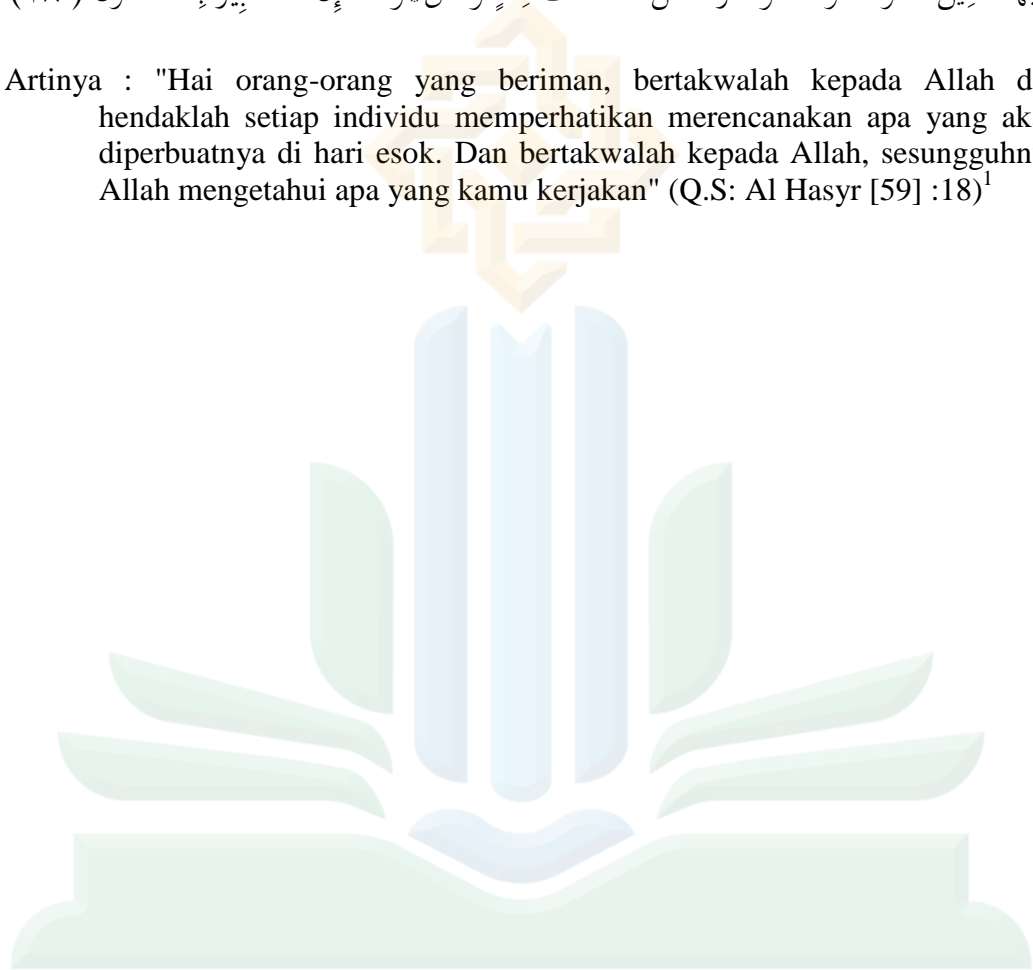 Artinya : "Hai orang-orang yang beriman, bertakwalah kepada Allah d
hendaklah setiap individu memperhatikan merencanakan apa yang ak
diperbuatnya di hari esok. Dan bertakwalah kepada Allah, sesungguhn
Allah mengetahui apa yang kamu kerjakan" (Q.S: Al Hasyr [59] :18)1